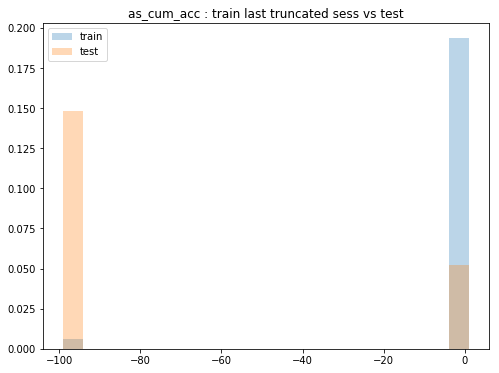 as_cum_acc : train last truncated sess vs test
train
test
0.200
0.175
0.150
0.125
0.100
0.075
0.050
0.025
0.000
−100 −80 −60 −40 −20 0